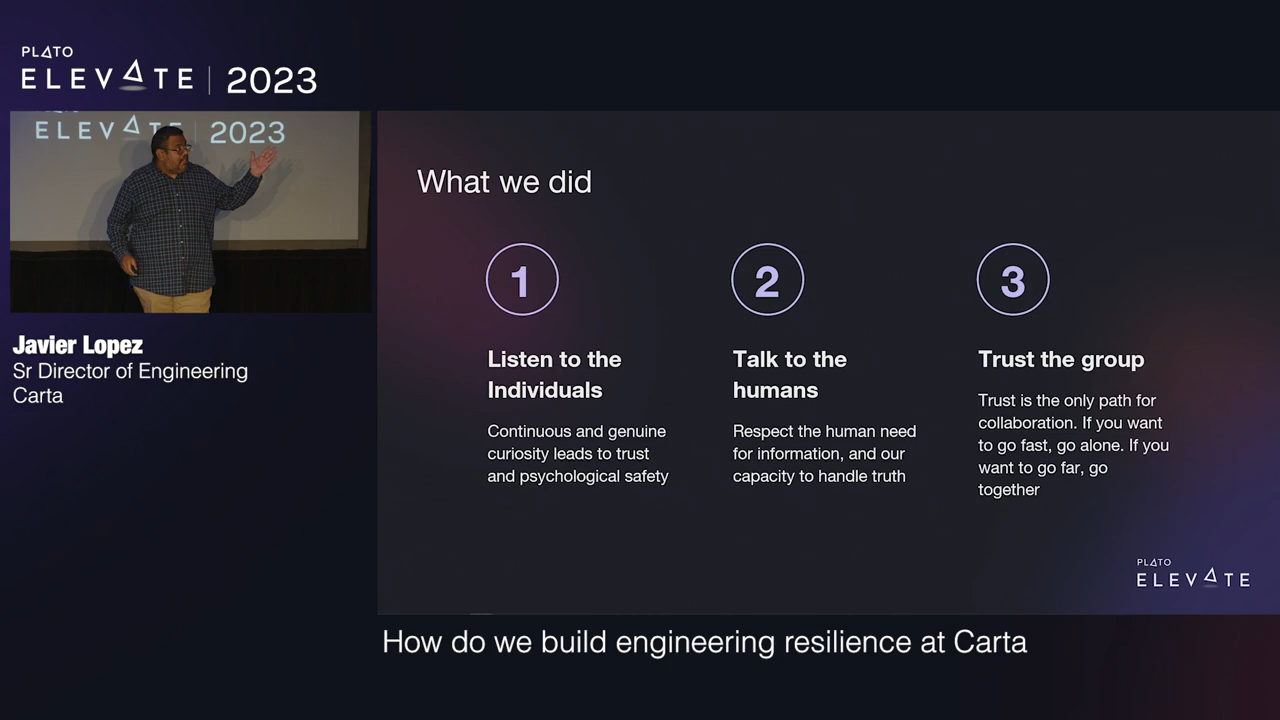 PLATO
ELEVATE | 2023
ELEVATE | 2023
Javier Lopez
Sr Director of Engineering
Carta
What we did
1
2
3
Listen to the
Individuals
Continuous and genuine
curiosity leads to trust
and psychological safety
Talk to the
humans
Respect the human need
for information, and our
capacity to handle truth
Trust the group
Trust is the only path for
collaboration. If you want
to go fast, go alone. If you
want to go far, go
together
PLATO
ELEVATE
How do we build engineering resilience at Carta